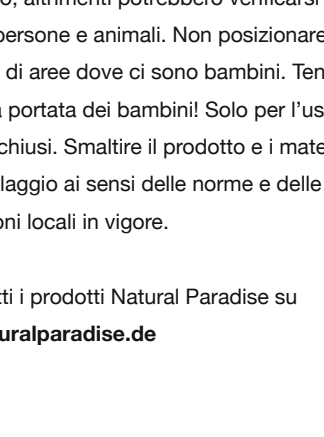 o, altrimenti potrebbero verificarsi
persone e animali. Non posizionare
di aree dove ci sono bambini. Ten
portata dei bambini! Solo per l'us
chiusi. Smaltire il prodotto e i mate
laggio ai sensi delle norme e delle
oni locali in vigore.
tti i prodotti Natural Paradise su
uralparadise.de